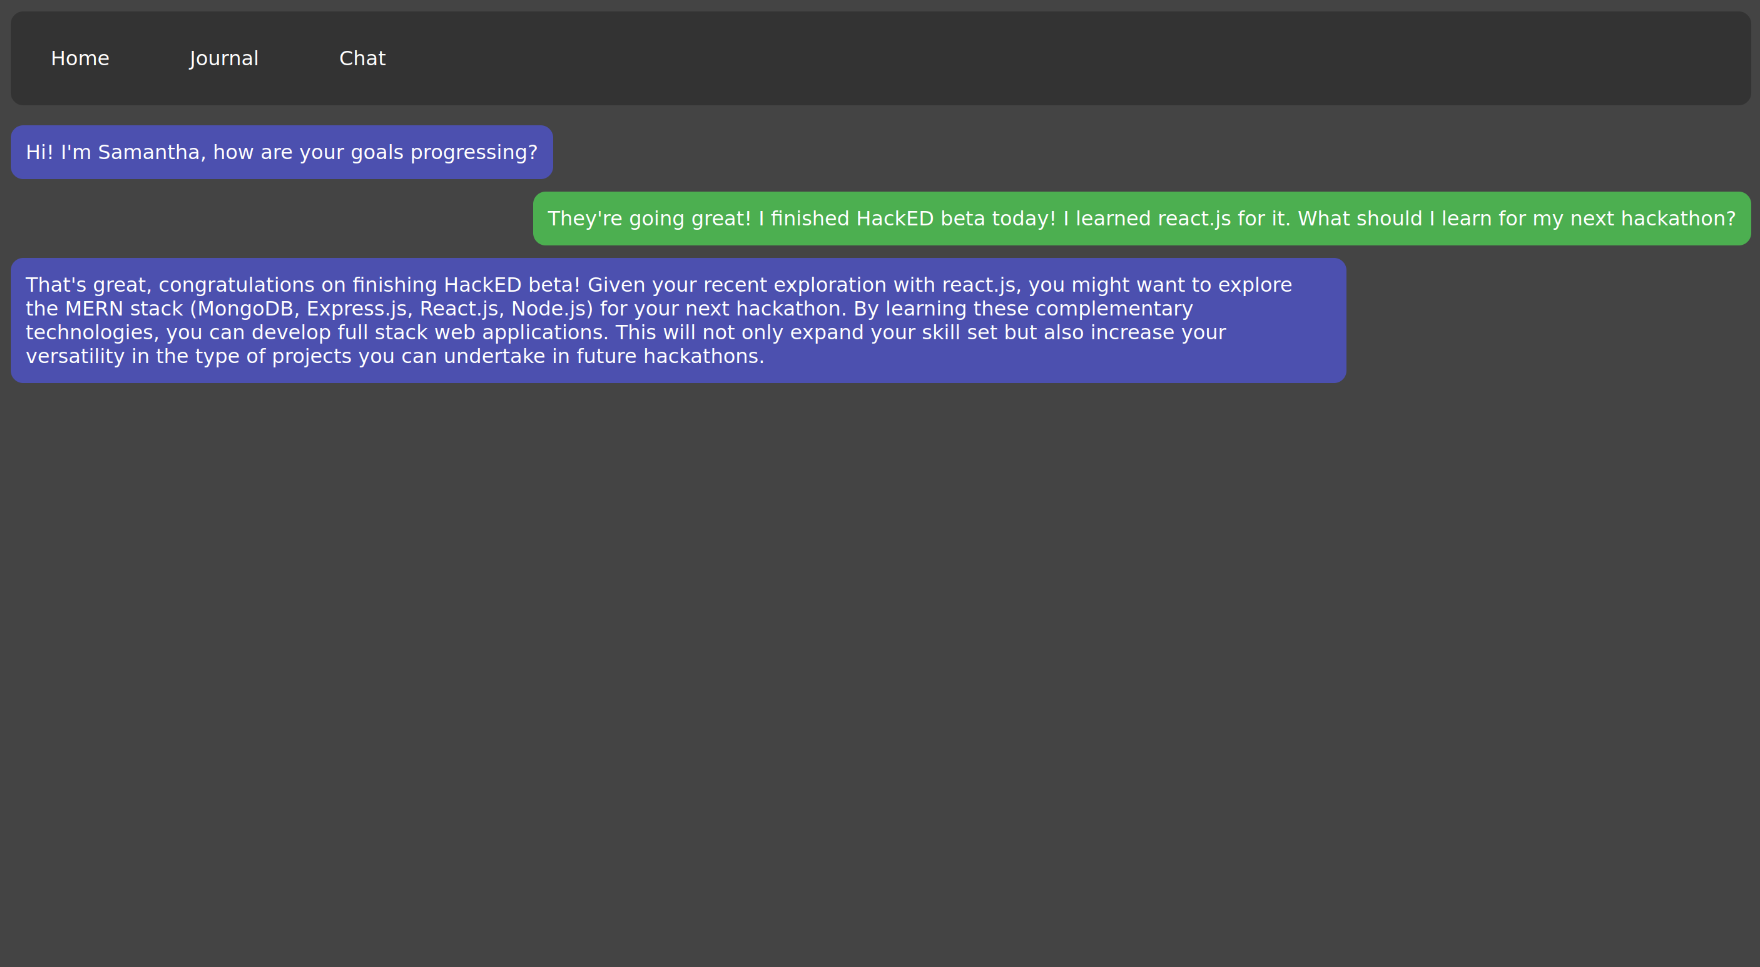 Home Journal Chat
Hi! I'm Samantha, how are your goals progressing?
They're going great! I finished HackED beta today! I learned react.js for it. What should I learn for my next hackathon?
That's great, congratulations on finishing HackED beta! Given your recent exploration with react.js, you might want to explore
the MERN stack (MongoDB, Express.js, React.js, Node.js) for your next hackathon. By learning these complementary
technologies, you can develop full stack web applications. This will not only expand your skill set but also increase your
versatility in the type of projects you can undertake in future hackathons.